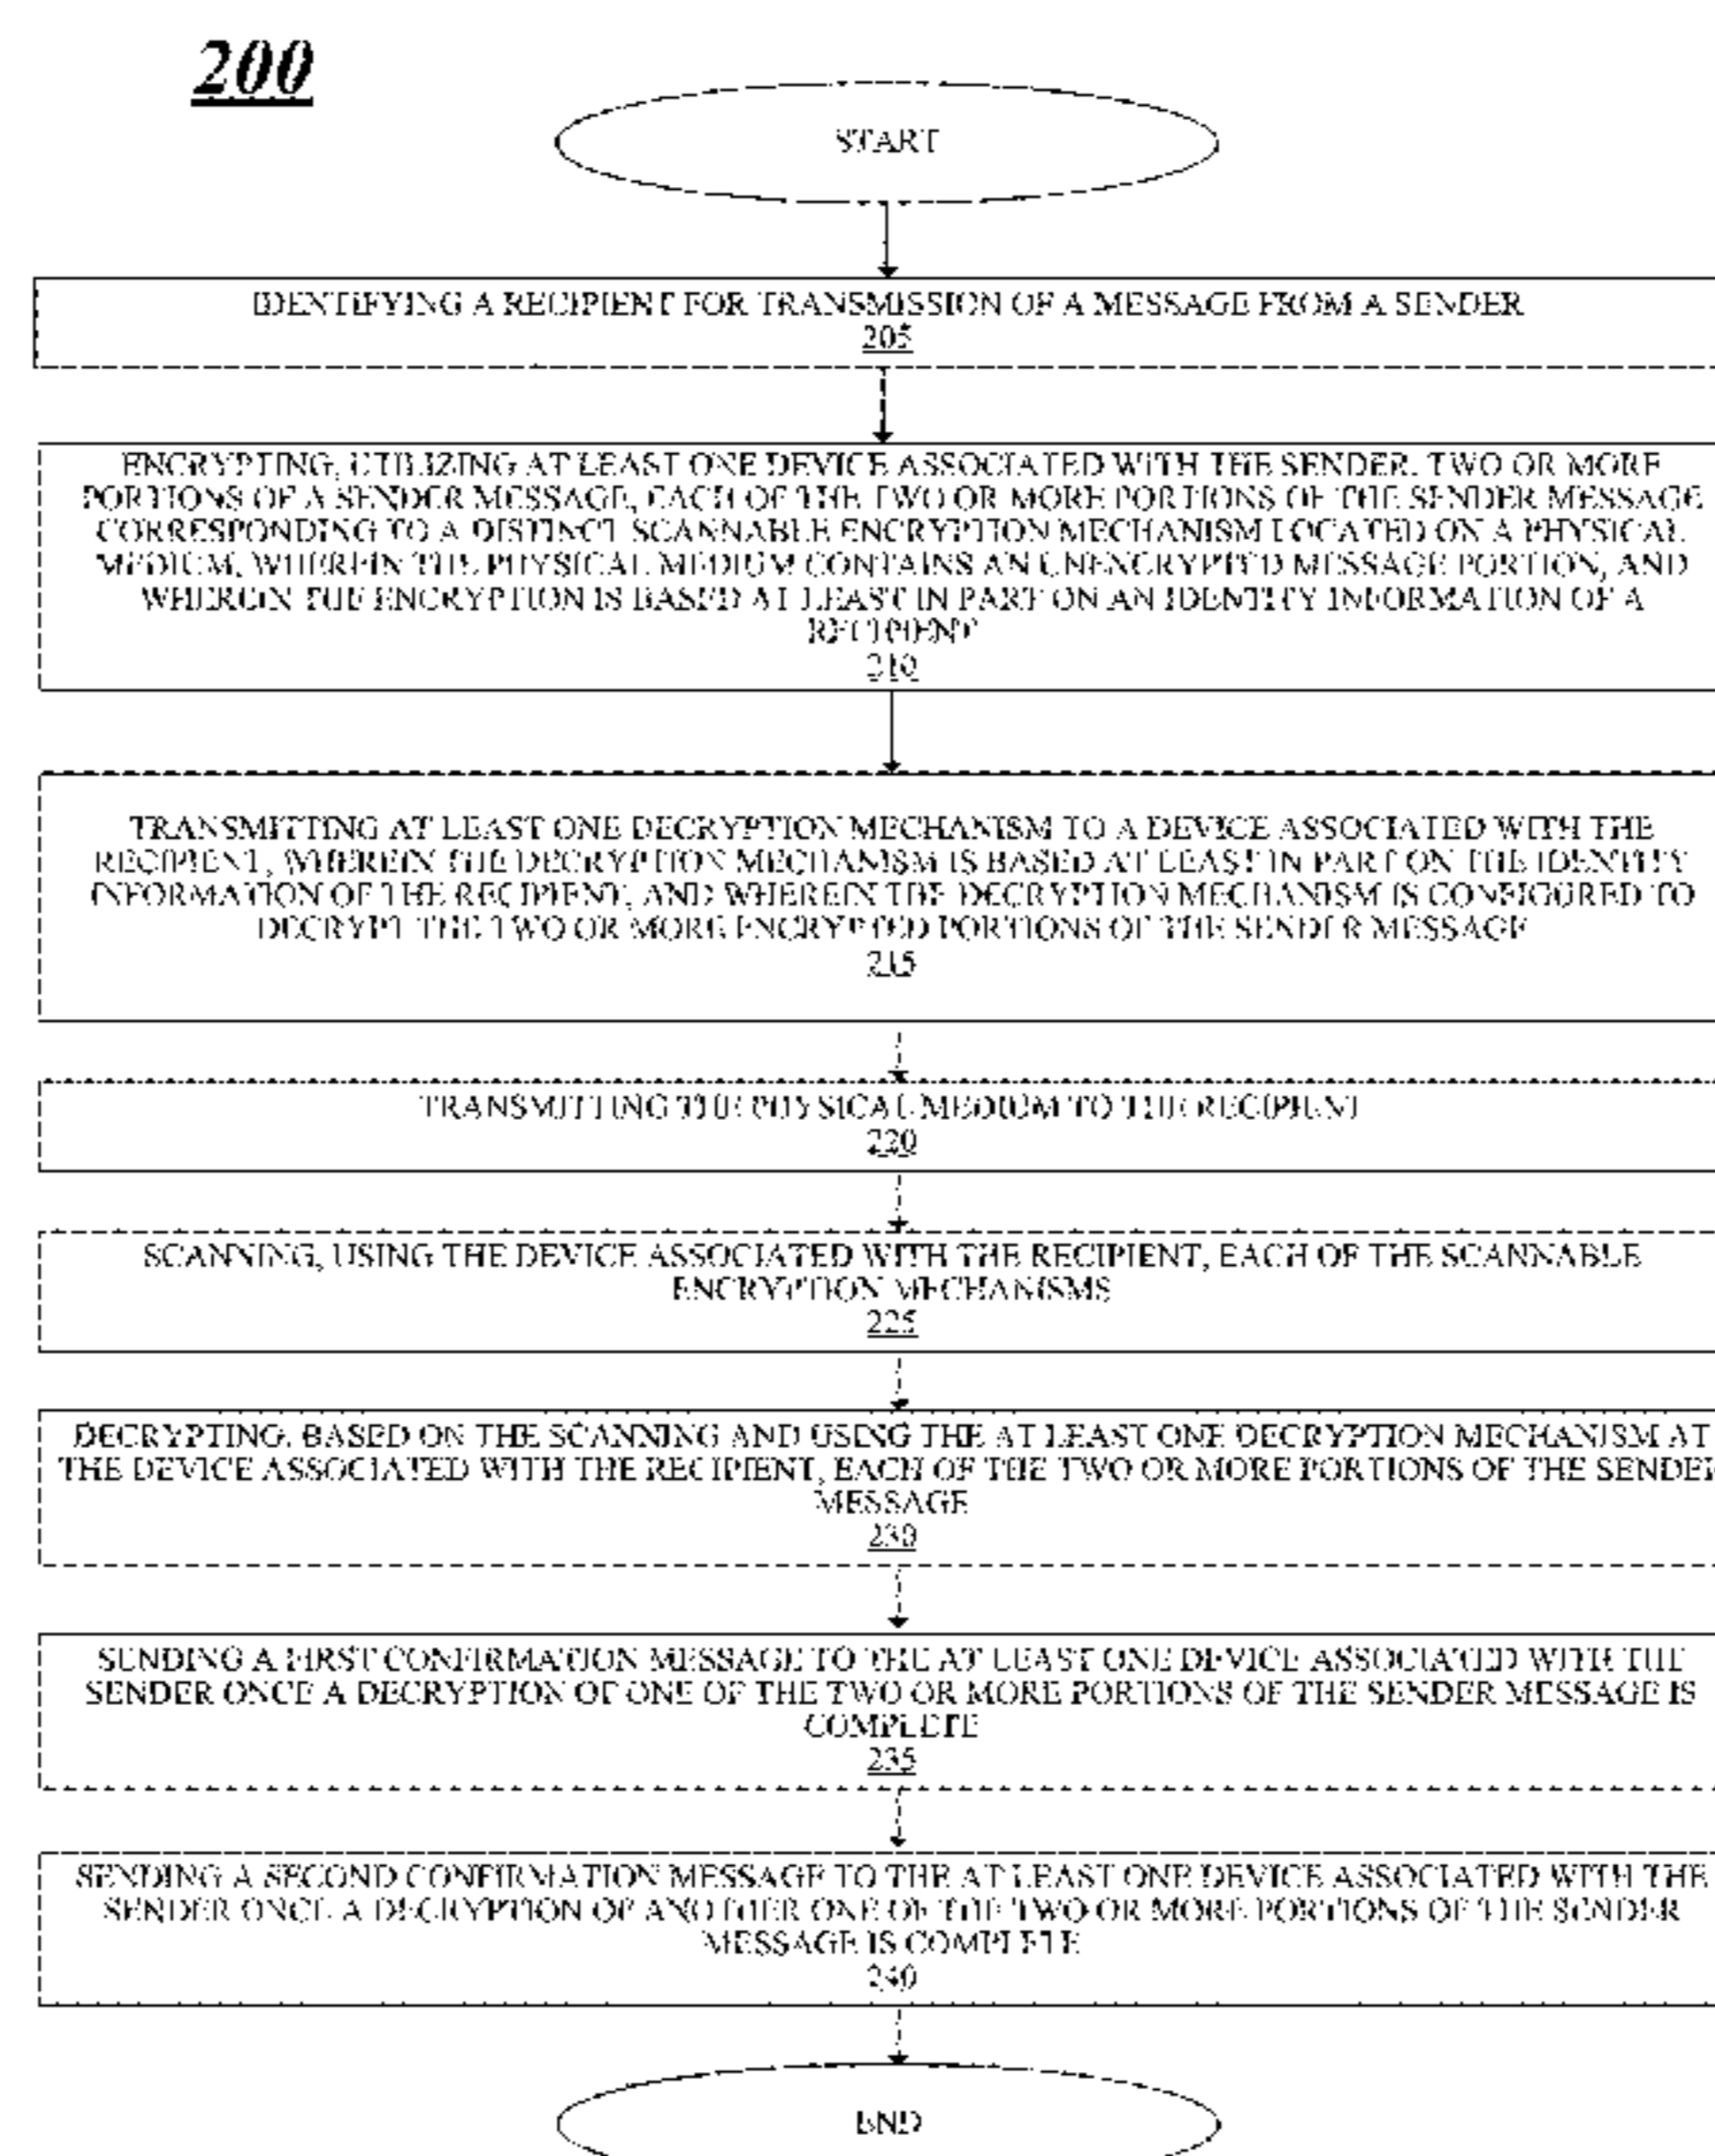 200
START
IDENTIFYING A RECIPIENT FOR TRANSMISSION OF A MESSAGE FROM A SENDER
205
ENCRYPTING, UTILIZING AT LEAST ONE DEVICE ASSOCIATED WITH THE SENDER, TWO OR MORE
PORTIONS OF A SENDER MESSAGE, EACH OF THE TWO OR MORE PORTIONS OF THE SENDER MESSAGE
CORRESPONDING TO A DISTINCT SCANNABLE ENCRYPTION MECHANISM LOCATED ON A PHYSICAL
MEDIUM, WHEREIN THE PHYSICAL MEDIUM CONTAINS AN UNENCRYPTED MESSAGE PORTION, AND
WHEREIN THE ENCRYPTION IS BASED AT LEAST IN PART ON AN IDENTITY INFORMATION OF A
RECIPIENT
210
TRANSMITTING AT LEAST ONE DECRYPTION MECHANISM TO A DEVICE ASSOCIATED WITH THE
RECIPIENT, WHEREIN THE DECRYPTION MECHANISM IS BASED AT LEAST IN PART ON THE IDENTITY
INFORMATION OF THE RECIPIENT, AND WHEREIN THE DECRYPTION MECHANISM IS CONFIGURED TO
DECRYPT THE TWO OR MORE ENCRYPTED PORTIONS OF THE SENDER MESSAGE
215
TRANSMITTING THE PHYSICAL MEDIUM TO THE RECIPIENT
220
SCANNING, USING THE DEVICE ASSOCIATED WITH THE RECIPIENT, EACH OF THE SCANNABLE
ENCRYPTION MECHANISMS
225
DECRYPTING, BASED ON THE SCANNING AND USING THE AT LEAST ONE DECRYPTION MECHANISM AT
THE DEVICE ASSOCIATED WITH THE RECIPIENT, EACH OF THE TWO OR MORE PORTIONS OF THE SENDER
MESSAGE
230
SENDING A FIRST CONFIRMATION MESSAGE TO THE AT LEAST ONE DEVICE ASSOCIATED WITH THE
SENDER ONCE A DECRYPTION OF ONE OF THE TWO OR MORE PORTIONS OF THE SENDER MESSAGE IS
COMPLETE
235
SENDING A SECOND CONFIRMATION MESSAGE TO THE AT LEAST ONE DEVICE ASSOCIATED WITH THE
SENDER ONCE A DECRYPTION OF ANOTHER ONE OF THE TWO OR MORE PORTIONS OF THE SENDER
MESSAGE IS COMPLETE
240
END